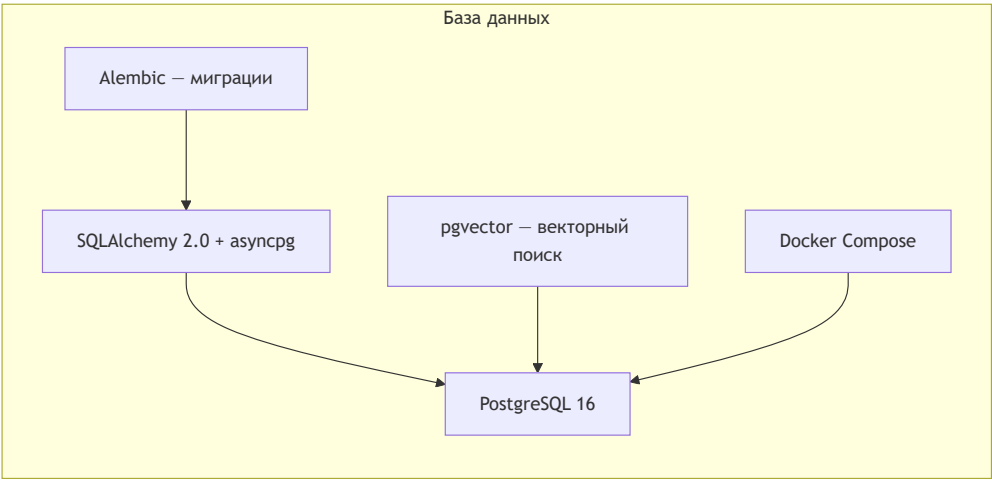 База данных
Alembic — миграции
SQLAlchemy 2.0 + asyncpg
pgvector — векторный
поиск
Docker Compose
PostgreSQL 16